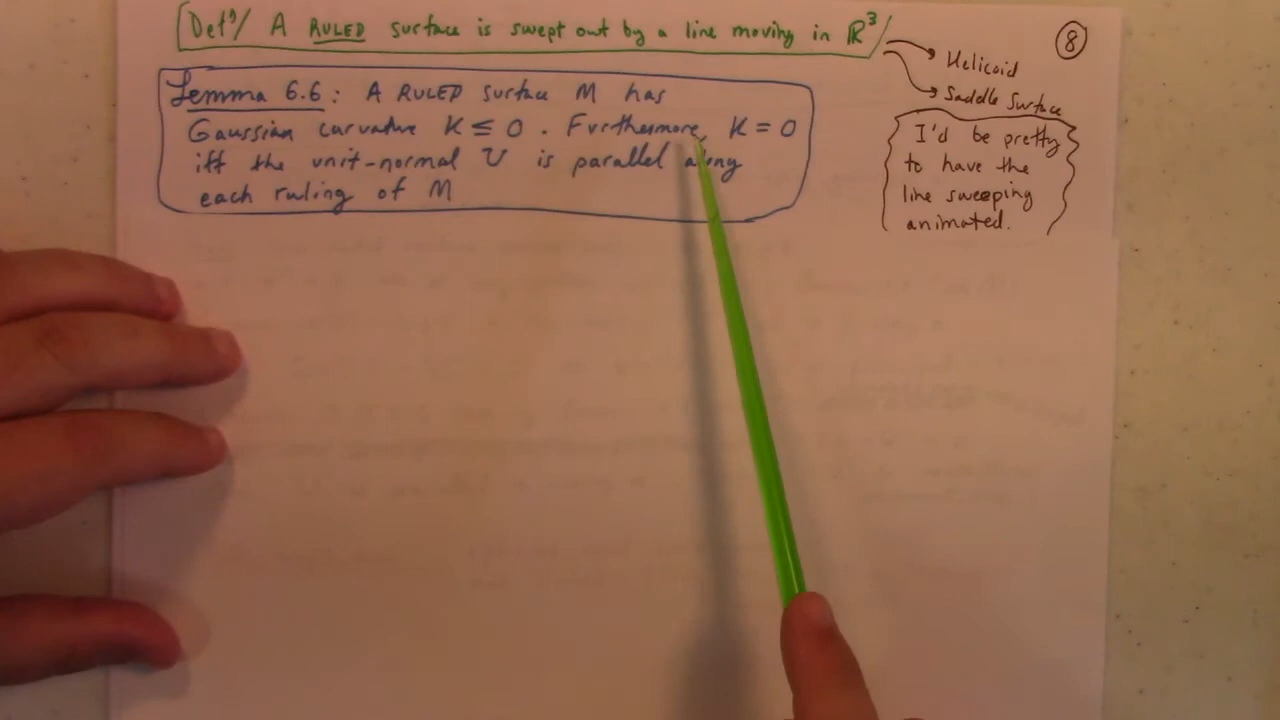 Defn/ A RULED surface is swept out by a line moving in R³/
⑧
Helicoid
Saddle Surface
Lemma 6.6: A RULED surface M has
Gaussian curvature K ≤ 0. Furthermore, K = 0
iff the unit-normal U is parallel along
each ruling of M
I'd be pretty
to have the
line sweeping
animated.